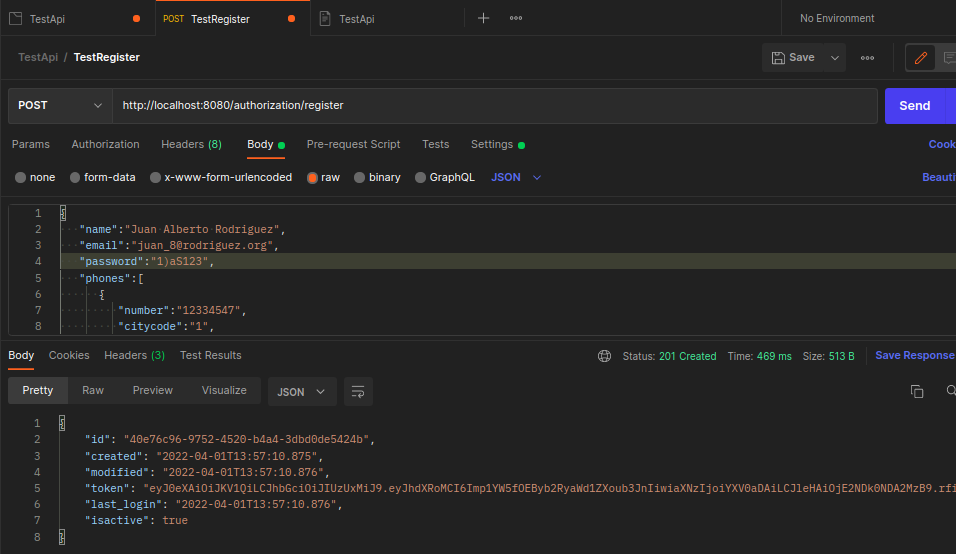 TestApi
POST TestRegister
TestApi
No Environment
TestApi / TestRegister
Save
POST
http://localhost:8080/authorization/register
Send
Params Authorization Headers (8) Body Pre-request Script Tests Settings
Cook
none form-data x-www-form-urlencoded raw binary GraphQL JSON
Beauti
1 {
2 "name":"Juan Alberto Rodriguez",
3 "email":"juan_8@rodriguez.org",
4 "password":"1)aS123",
5 "phones":[
6 {
7 "number":"12334547",
8 "citycode":"1",
Body Cookies Headers (3) Test Results
Status: 201 Created Time: 469 ms Size: 513 B
Save Response
Pretty Raw Preview Visualize JSON
1 {
2 "id": "40e76c96-9752-4520-b4a4-3dbd0de5424b",
3 "created": "2022-04-01T13:57:10.875",
4 "modified": "2022-04-01T13:57:10.876",
5 "token": "eyJ0eXAiOiJKV1QiLCJhbGciOiJIUzUxMiJ9.eyJhdXRoMCI6Imp1YW5fOEByb2RyaWd1ZXoub3JnIiwiaXNzIjoiYXV0aDAiLCJleHAiOjE2NDk0NDA2MzB9.rfi
6 "last_login": "2022-04-01T13:57:10.876",
7 "isactive": true
8 }